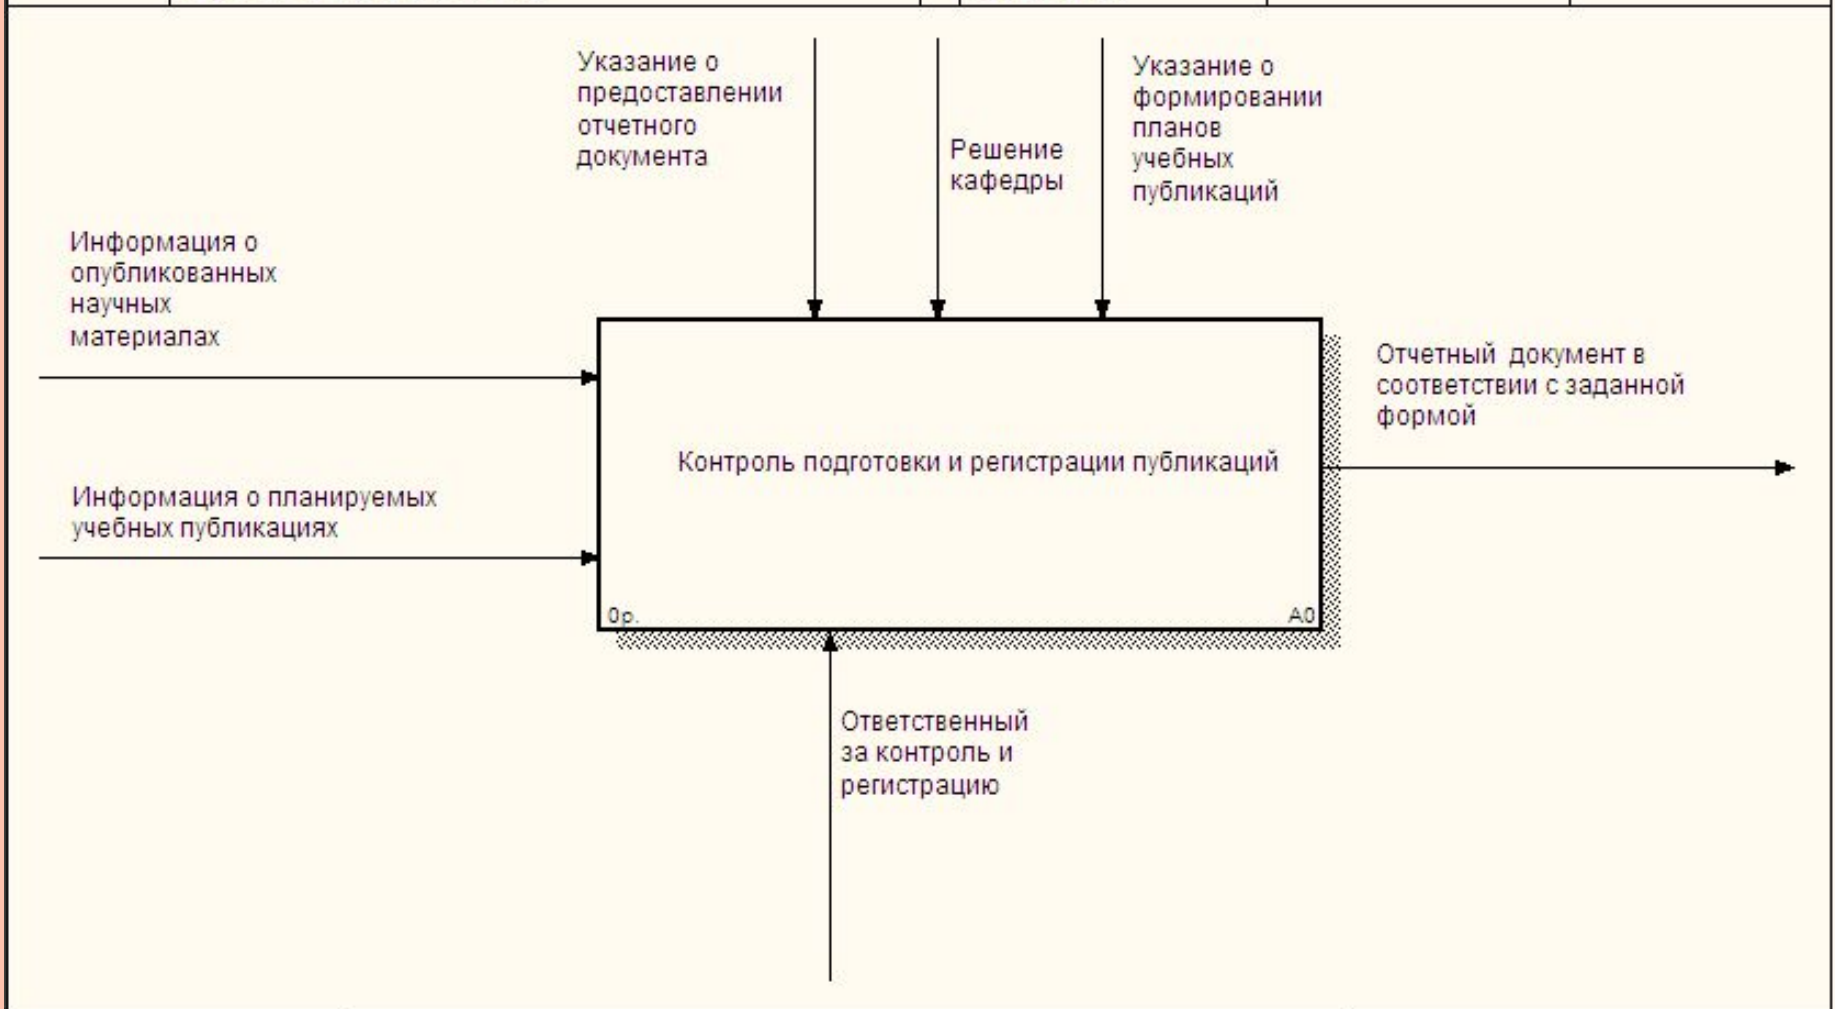 Указание о
предоставлении
отчетного
документа
Решение
кафедры
Указание о
формировании
планов
учебных
публикаций
Информация о
опубликованных
научных
материалах
Информация о планируемых
учебных публикациях
Контроль подготовки и регистрации публикаций
0р.
A0
Отчетный документ в
соответствии с заданной
формой
Ответственный
за контроль и
регистрацию